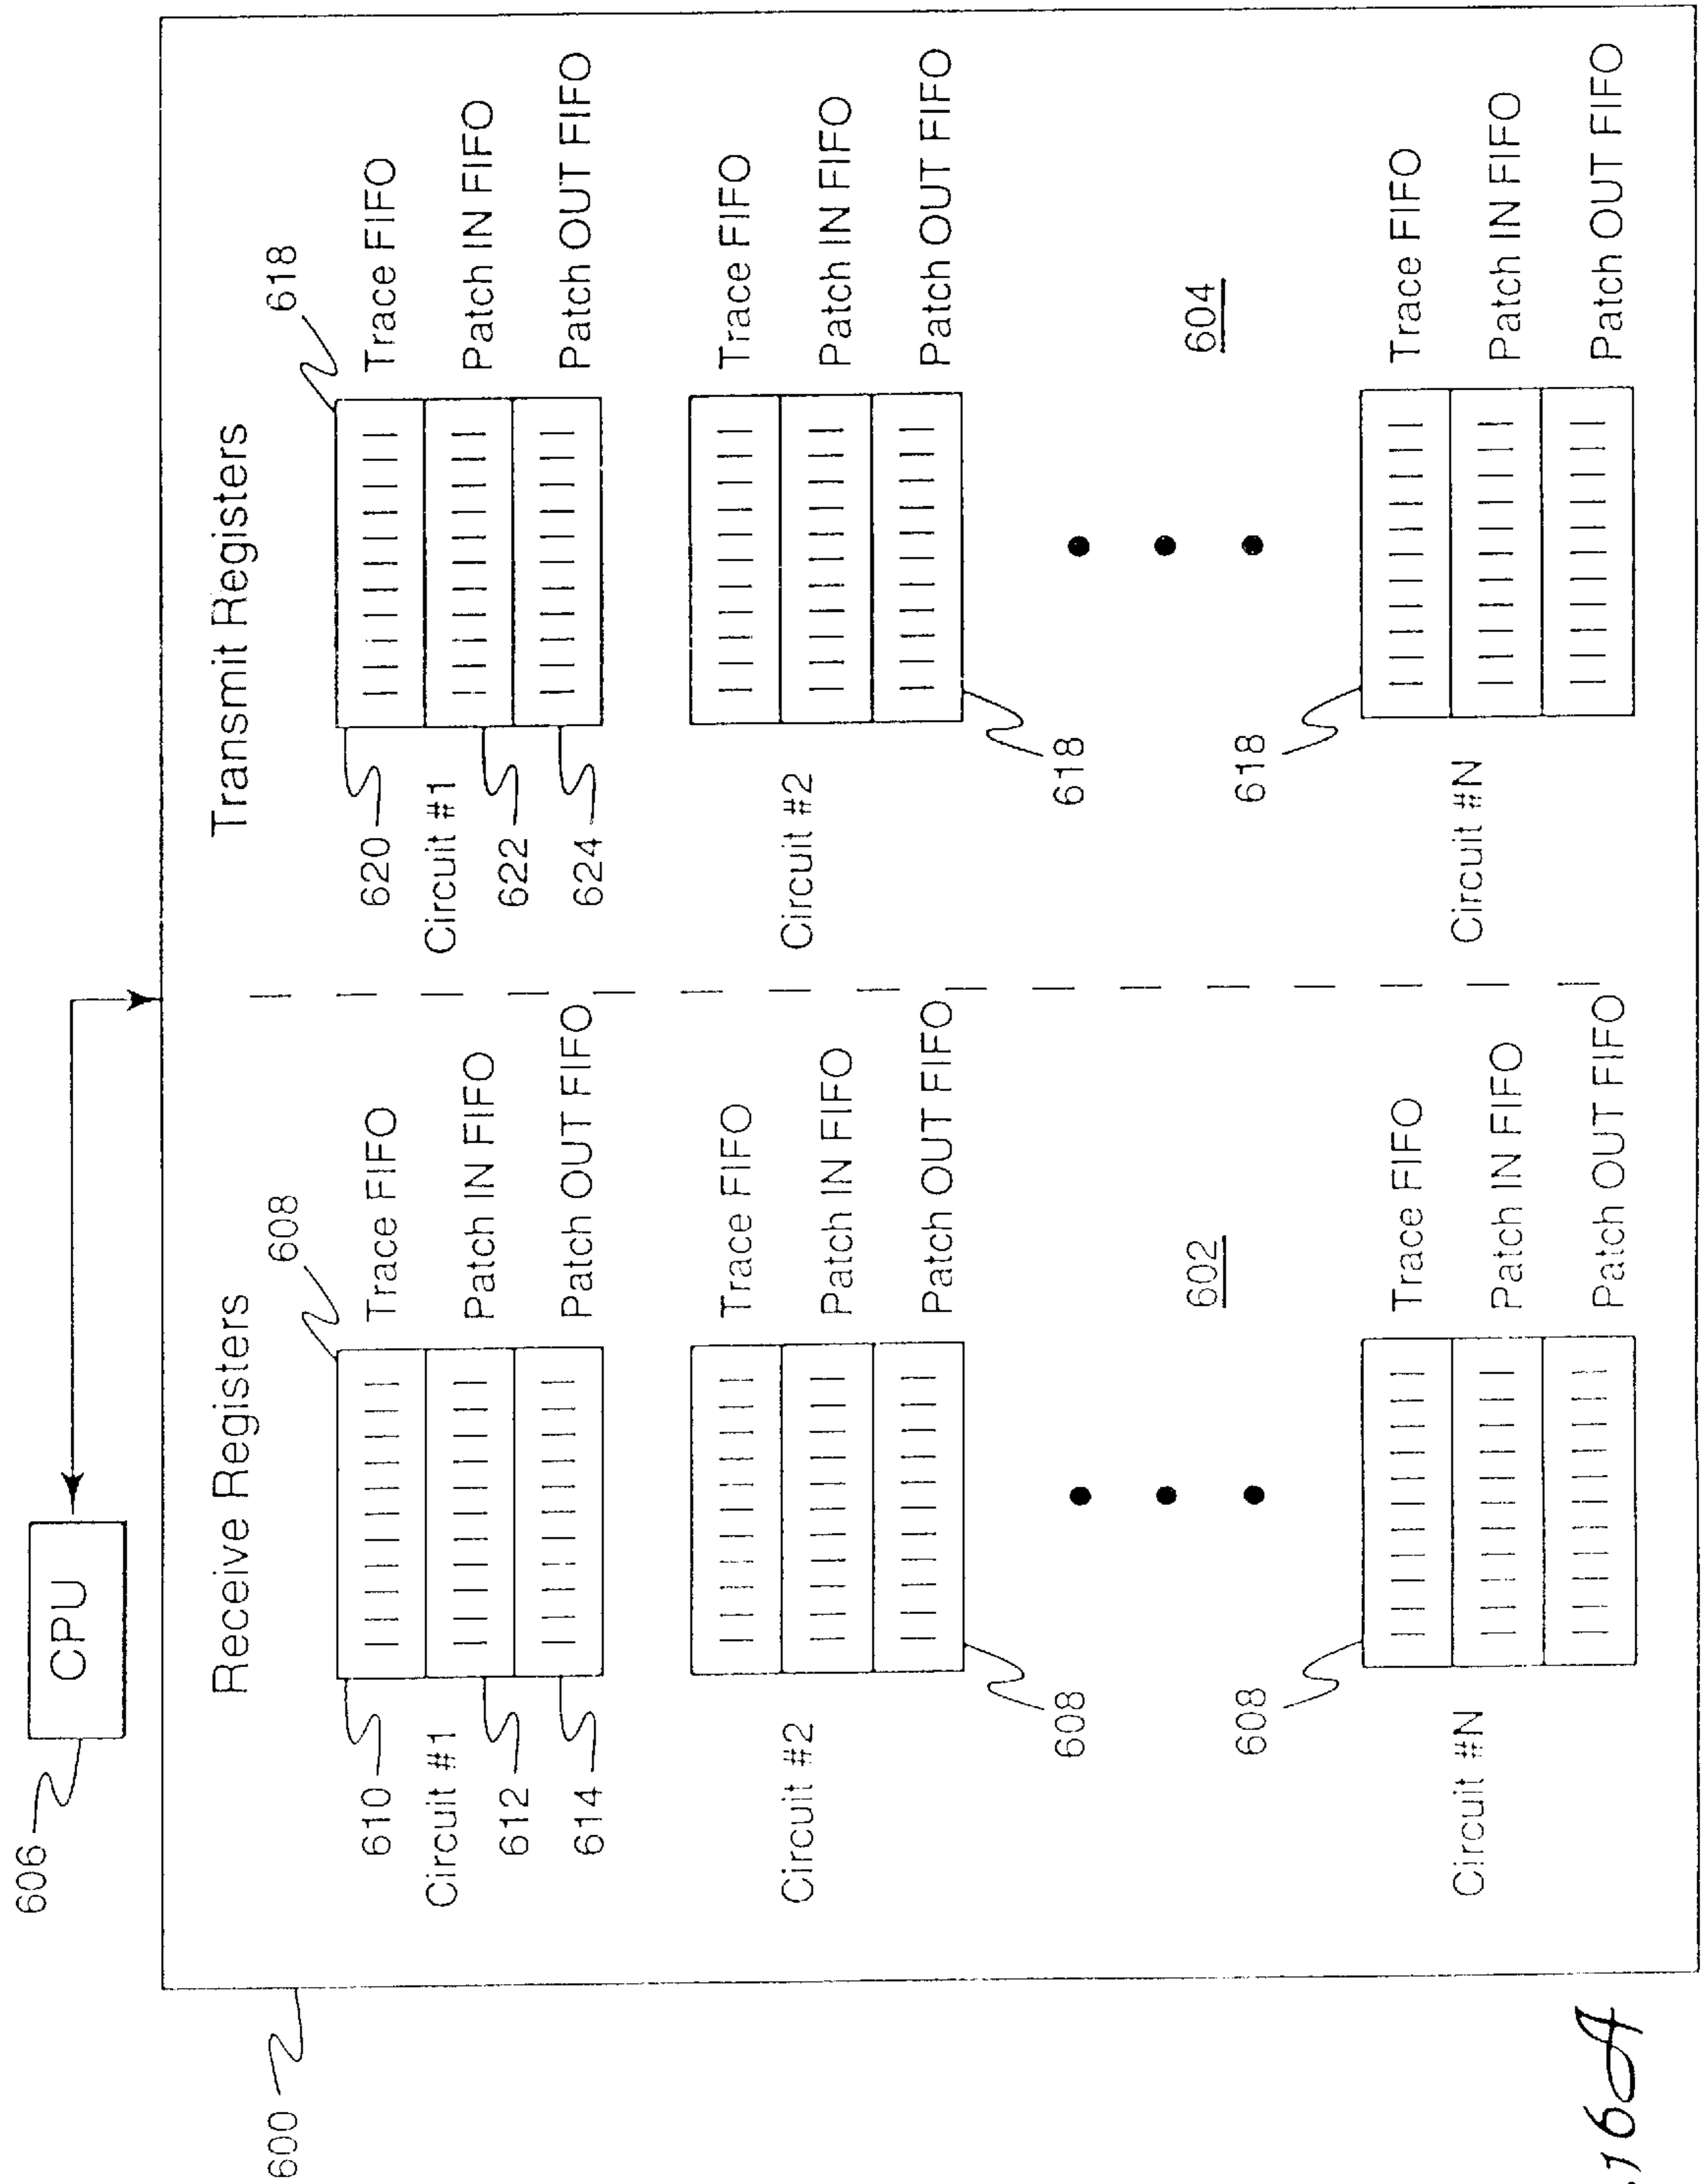 606
CPU
600
Receive Registers
608
610
Trace FIFO
Circuit #1
612
Patch IN FIFO
614
Patch OUT FIFO
Circuit #2
Trace FIFO
Patch IN FIFO
Patch OUT FIFO
608
602
608
Circuit #N
Trace FIFO
Patch IN FIFO
Patch OUT FIFO
Transmit Registers
618
620
Trace FIFO
Circuit #1
622
Patch IN FIFO
624
Patch OUT FIFO
Circuit #2
Trace FIFO
Patch IN FIFO
Patch OUT FIFO
618
604
618
Circuit #N
Trace FIFO
Patch IN FIFO
Patch OUT FIFO
16A